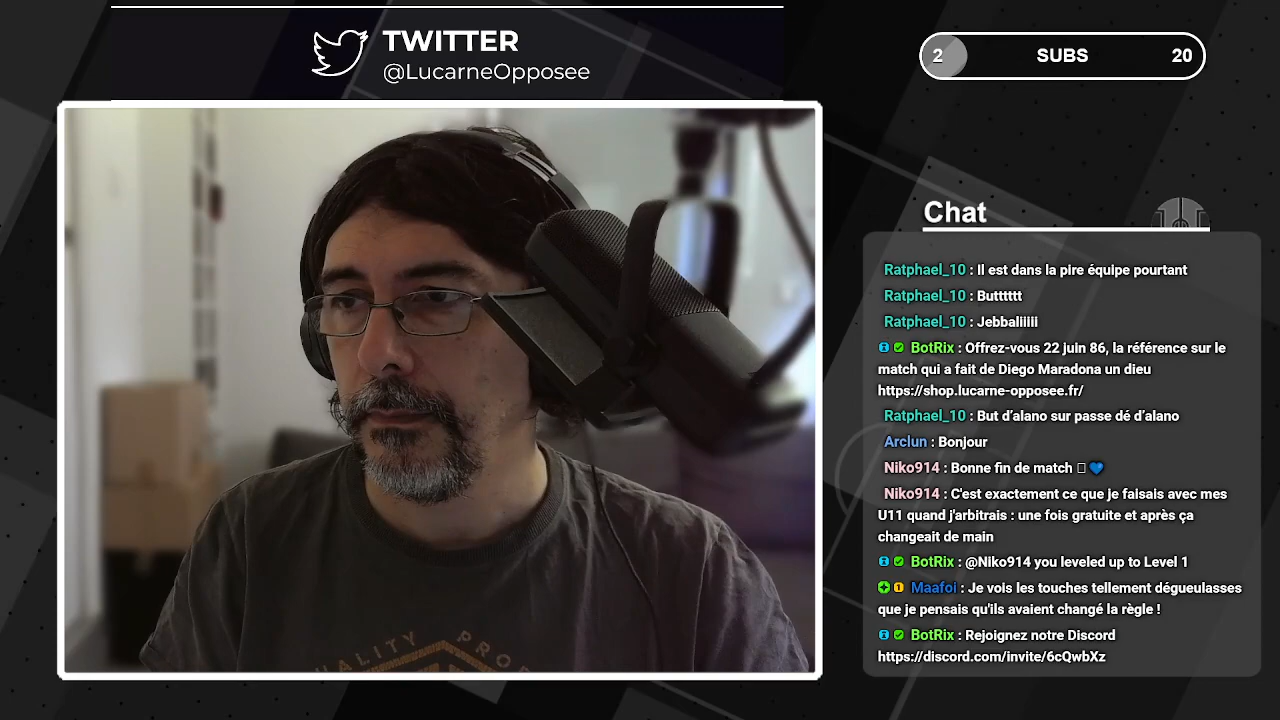 TWITTER
@LucarneOpposee
2 SUBS 20
Chat
Ratphael_10 : Il est dans la pire équipe pourtant
Ratphael_10 : Butttttt
Ratphael_10 : Jebbaliiiii
BotRix : Offrez-vous 22 juin 86, la référence sur le
match qui a fait de Diego Maradona un dieu
https://shop.lucarne-opposee.fr/
Ratphael_10 : But d’alano sur passe dé d’alano
Arclun : Bonjour
Niko914 : Bonne fin de match 💙
Niko914 : C'est exactement ce que je faisais avec mes
U11 quand j'arbitrais : une fois gratuite et après ça
changeait de main
BotRix : @Niko914 you leveled up to Level 1
1 Maafoi : Je vois les touches tellement dégueulasses
que je pensais qu'ils avaient changé la règle !
BotRix : Rejoignez notre Discord
https://discord.com/invite/6cQwbXz
UALITY PROD